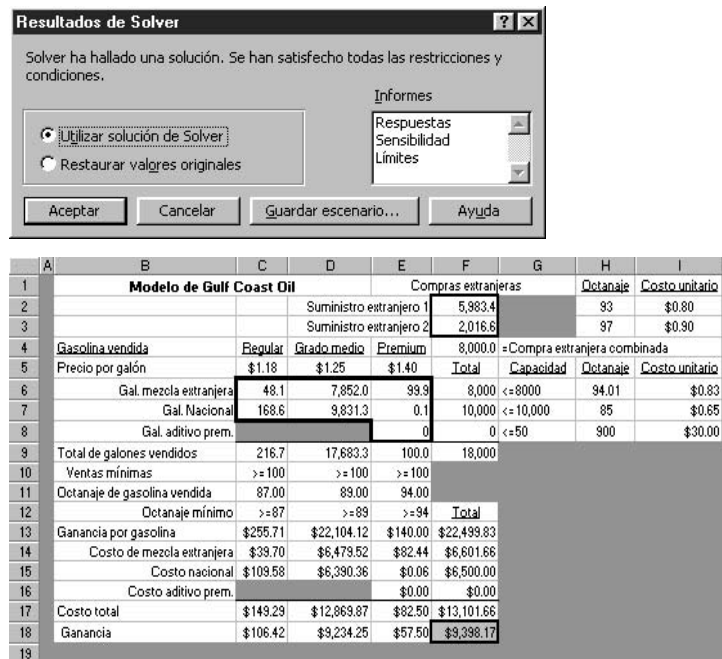 Resultados de Solver
Solver ha hallado una solución. Se han satisfecho todas las restricciones y
condiciones.
Informes
Utilizar solución de Solver
Restaurar valores originales
Respuestas
Sensibilidad
Límites
Aceptar Cancelar Guardar escenario... Ayuda
A B C D E F G H I
1 Modelo de Gulf Coast Oil Compras extranjeras Octanaje Costo unitario
2 Suministro extranjero 1 5,983.4 93 $0.80
3 Suministro extranjero 2 2,016.6 97 $0.90
4 Gasolina vendida Regular Grado medio Premium 8,000.0 =Compra extranjera combinada
5 Precio por galón $1.18 $1.25 $1.40 Total Capacidad Octanaje Costo unitario
6 Gal. mezcla extranjera 48.1 7,852.0 99.9 8,000 <=8000 94.01 $0.83
7 Gal. Nacional 168.6 9,831.3 0.1 10,000 <=10,000 85 $0.65
8 Gal. aditivo prem. 0 0 <=50 900 $30.00
9 Total de galones vendidos 216.7 17,683.3 100.0 18,000
10 Ventas mínimas >=100 >=100 >=100
11 Octanaje de gasolina vendida 87.00 89.00 94.00
12 Octanaje mínimo >=87 >=89 >=94 Total
13 Ganancia por gasolina $255.71 $22,104.12 $140.00 $22,499.83
14 Costo de mezcla extranjera $39.70 $6,479.52 $82.44 $6,601.66
15 Costo nacional $109.58 $6,390.36 $0.06 $6,500.00
16 Costo aditivo prem. $0.00 $0.00
17 Costo total $149.29 $12,869.87 $82.50 $13,101.66
18 Ganancia $106.42 $9,234.25 $57.50 $9,398.17
19